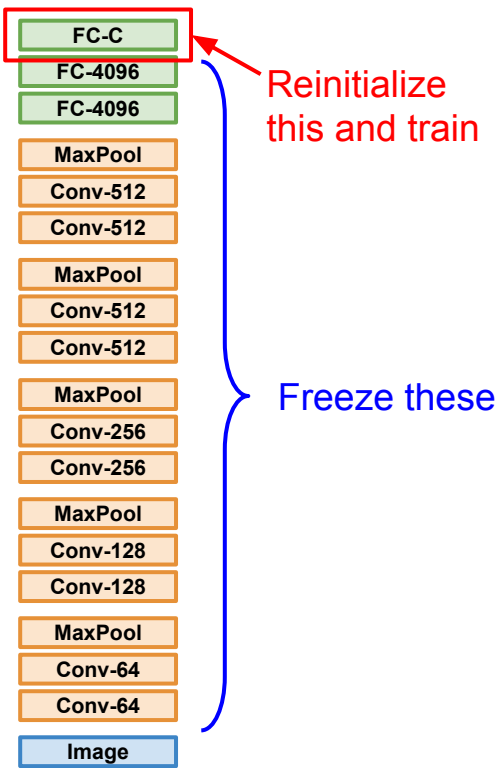 FC-C
FC-4096
FC-4096
MaxPool
Conv-512
Conv-512
MaxPool
Conv-512
Conv-512
MaxPool
Conv-256
Conv-256
MaxPool
Conv-128
Conv-128
MaxPool
Conv-64
Conv-64
Image
Reinitialize
this and train
Freeze these